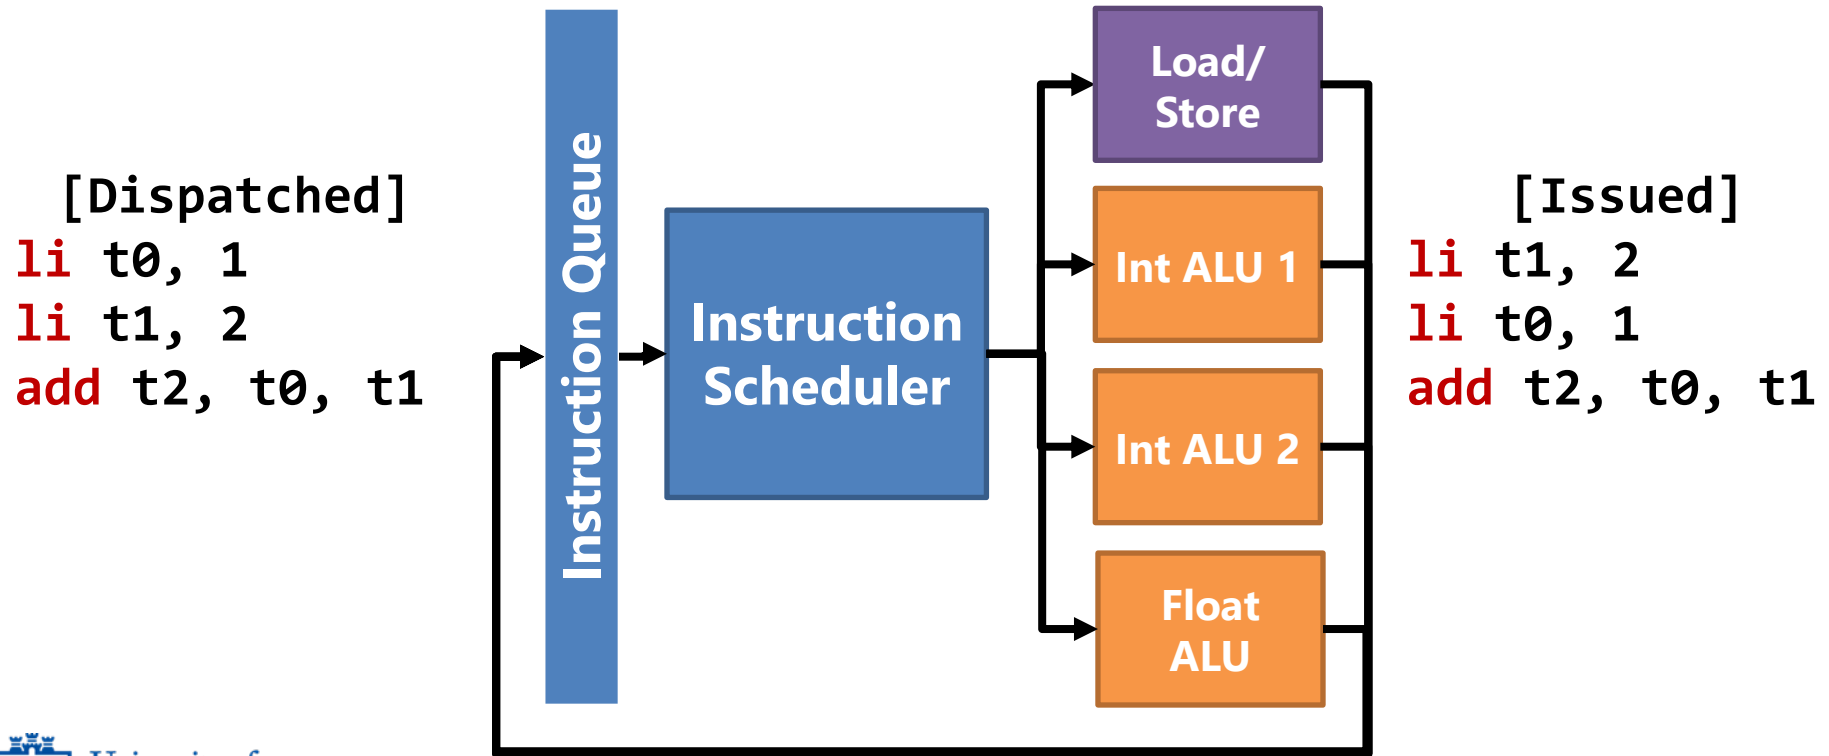 [Dispatched]
li t0, 1
li t1, 2
add t2, t0, t1
Instruction Queue
Instruction
Scheduler
Load/
Store
Int ALU 1
Int ALU 2
Float
ALU
[Issued]
li t1, 2
li t0, 1
add t2, t0, t1